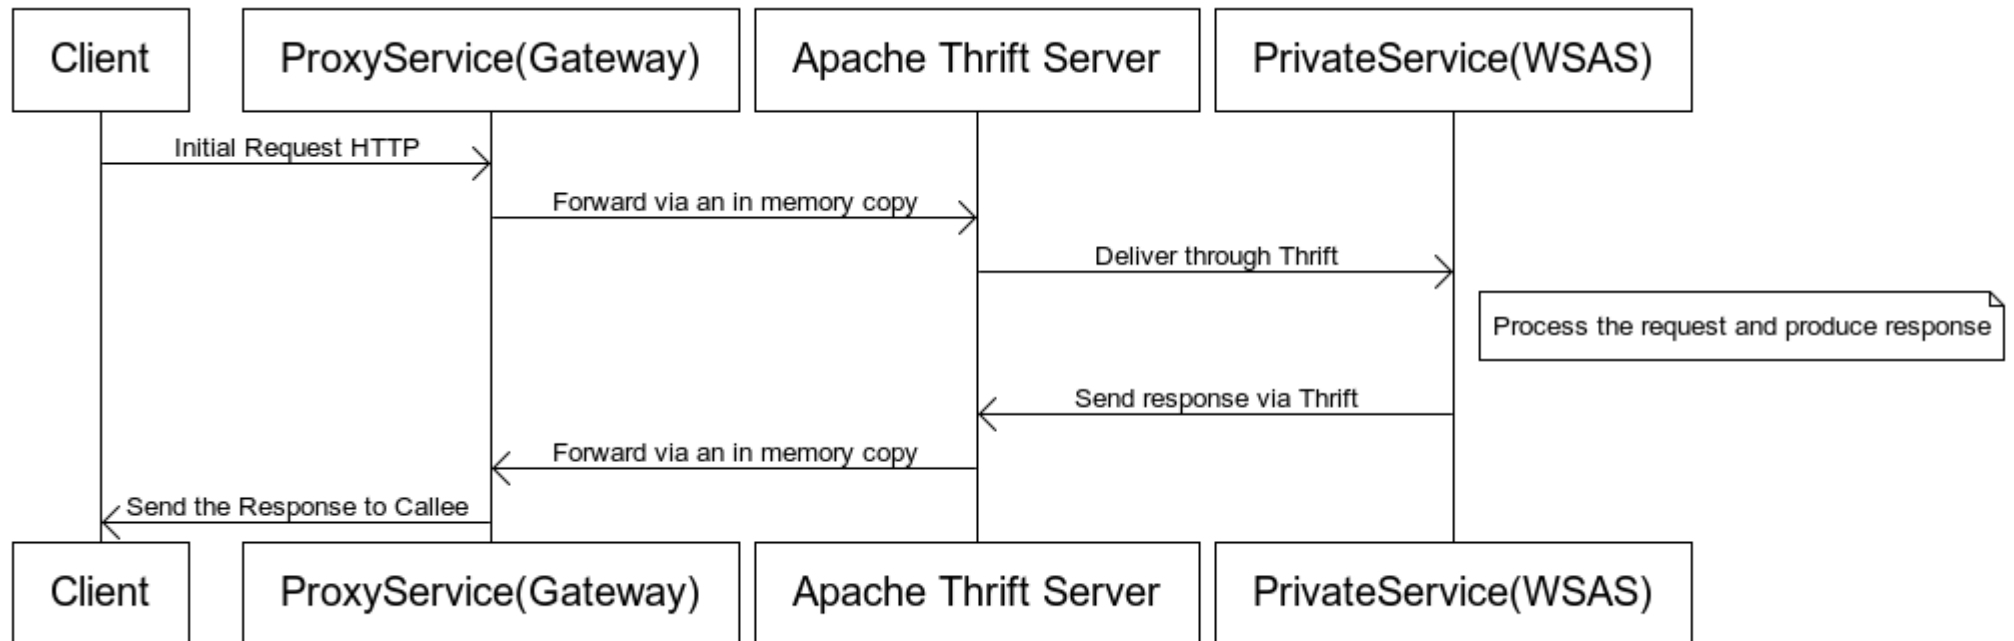 Client
ProxyService(Gateway)
Apache Thrift Server
PrivateService(WSAS)
Initial Request HTTP
Forward via an in memory copy
Deliver through Thrift
Process the request and produce response
Send response via Thrift
Forward via an in memory copy
Send the Response to Callee
Client
ProxyService(Gateway)
Apache Thrift Server
PrivateService(WSAS)